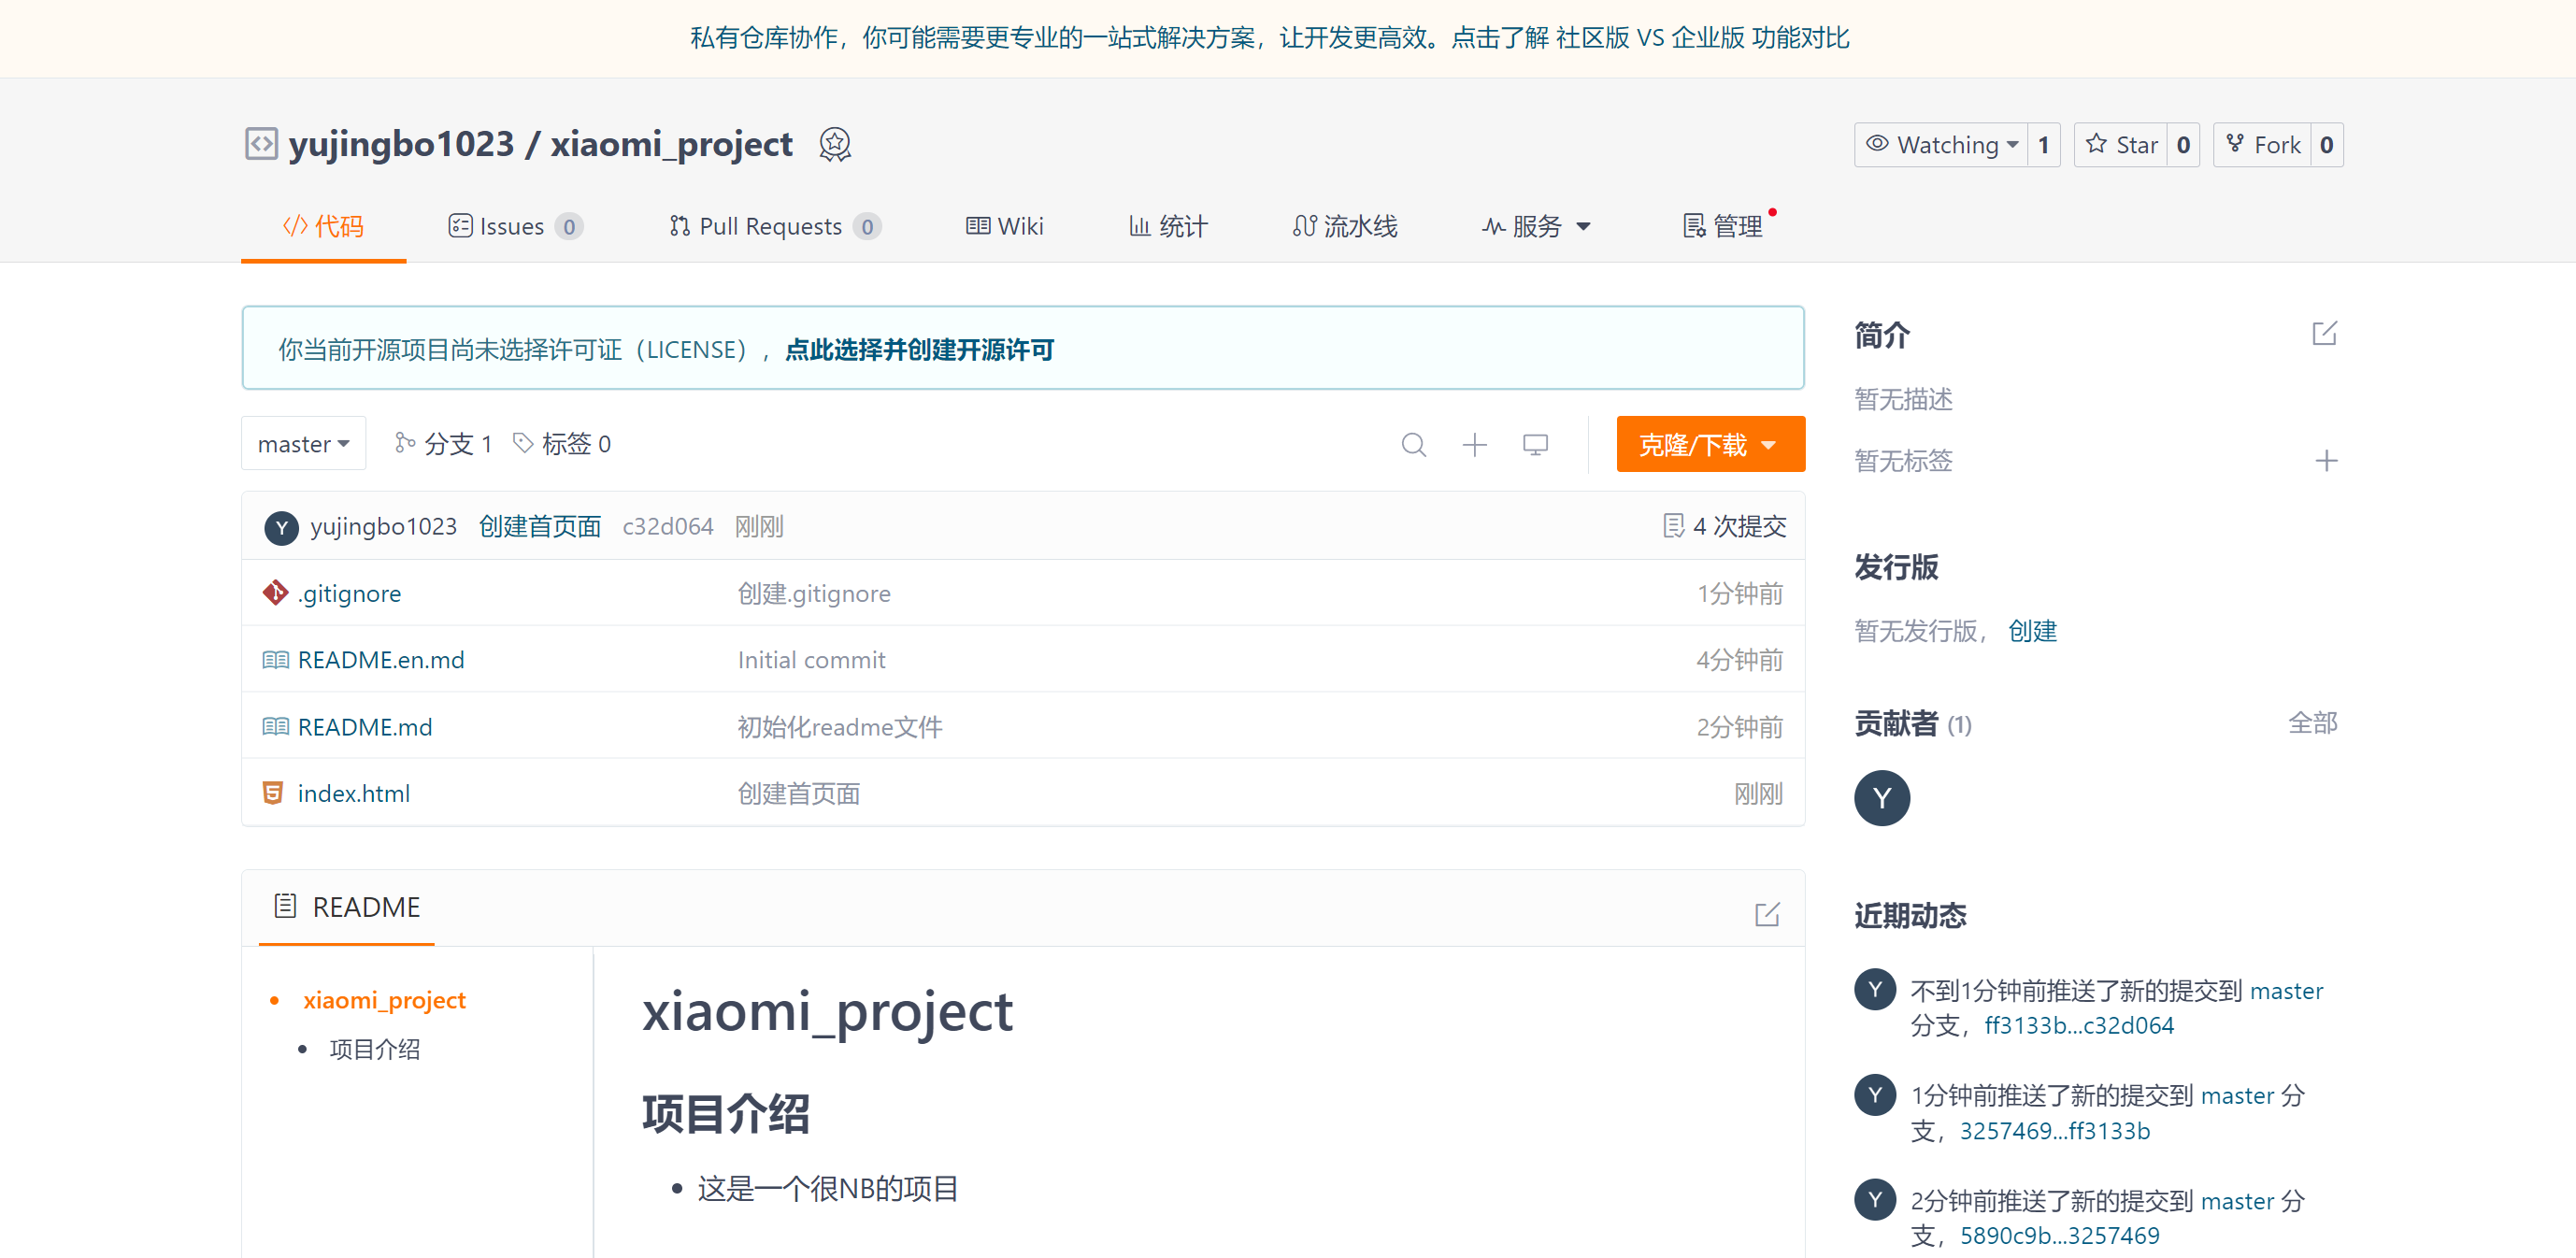 私有仓库协作，你可能需要更专业的一站式解决方案，让开发更高效。点击了解 社区版 VS 企业版 功能对比
yujingbo1023 / xiaomi_project
Watching 1 Star 0 Fork 0
代码 Issues 0 Pull Requests 0 Wiki 统计 流水线 服务 管理
你当前开源项目尚未选择许可证（LICENSE），点此选择并创建开源许可
master 分支 1 标签 0 克隆/下载
Y yujingbo1023 创建首页面 c32d064 刚刚 4 次提交
.gitignore 创建.gitignore 1分钟前
README.en.md Initial commit 4分钟前
README.md 初始化readme文件 2分钟前
index.html 创建首页面 刚刚
README
xiaomi_project
项目介绍
xiaomi_project
项目介绍
这是一个很NB的项目
简介
暂无描述
暂无标签
发行版
暂无发行版，创建
贡献者 (1) 全部
Y
近期动态
Y 不到1分钟前推送了新的提交到 master
分支，ff3133b...c32d064
Y 1分钟前推送了新的提交到 master 分
支，3257469...ff3133b
Y 2分钟前推送了新的提交到 master 分
支，5890c9b...3257469